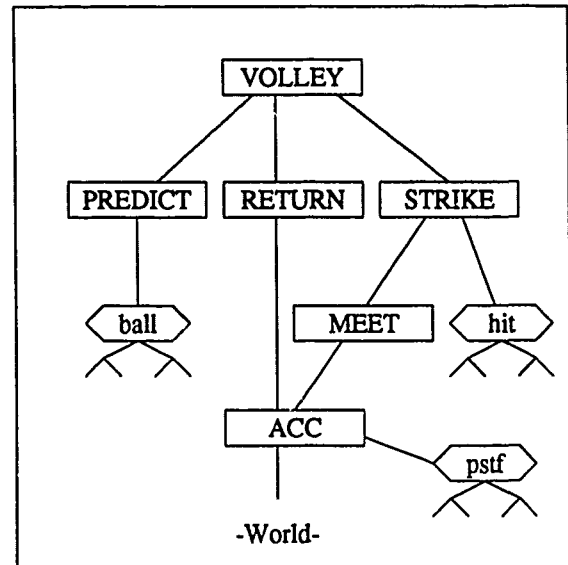 VOLLEY
PREDICT
RETURN
STRIKE
ball
MEET
hit
ACC
pstf
-World-